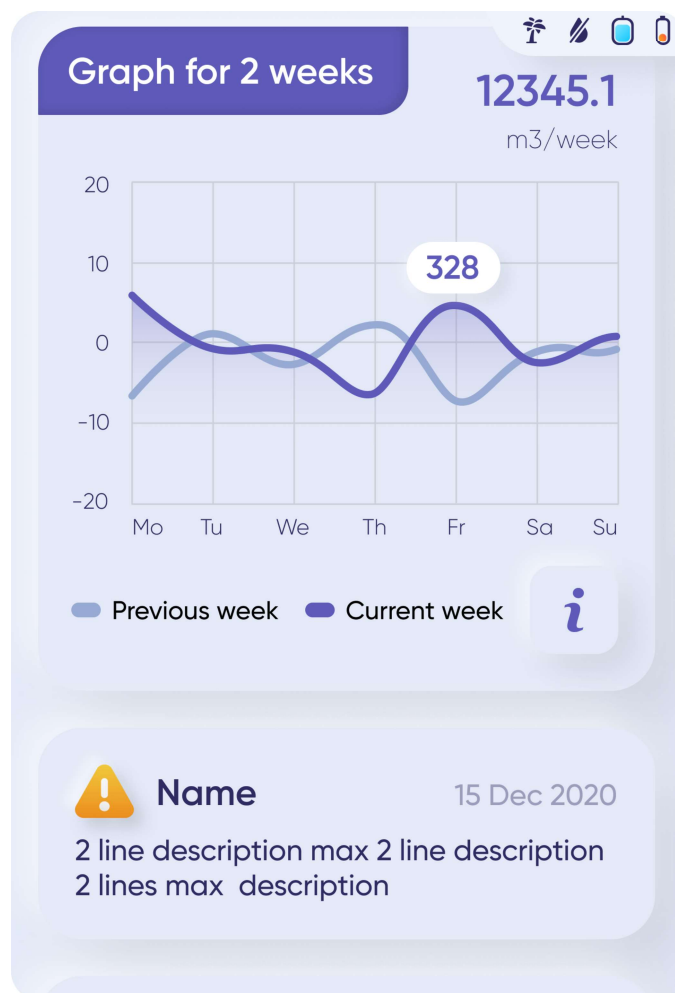 Graph for 2 weeks
12345.1
m3/week
20
10
328
0
-10
-20
Mo Tu We Th Fr Sa Su
Previous week Current week i
Name 15 Dec 2020
2 line description max 2 line description
2 lines max description